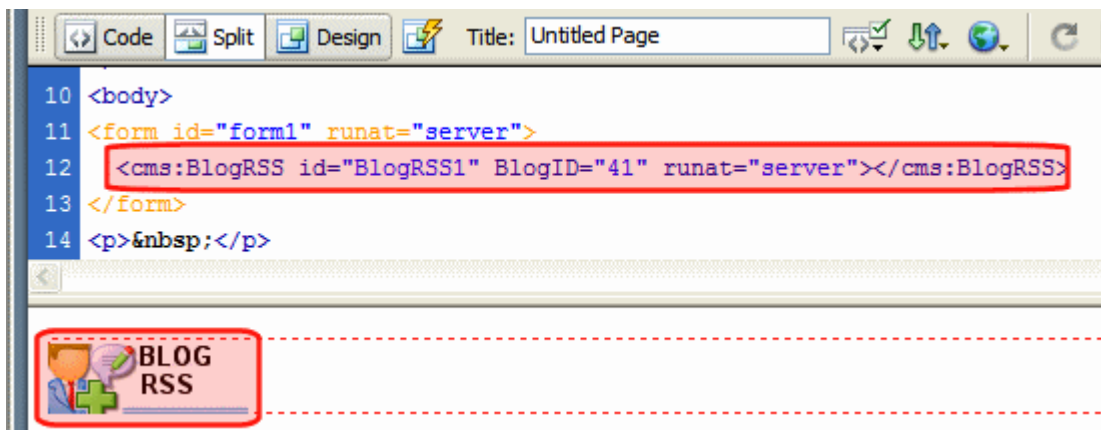 Code Split Design Title: Untitled Page
10 <body>
11 <form id="form1" runat="server">
12 <cms:BlogRSS id="BlogRSS1" BlogID="41" runat="server"></cms:BlogRSS>
13 </form>
14 <p>&nbsp;</p>
BLOG
RSS